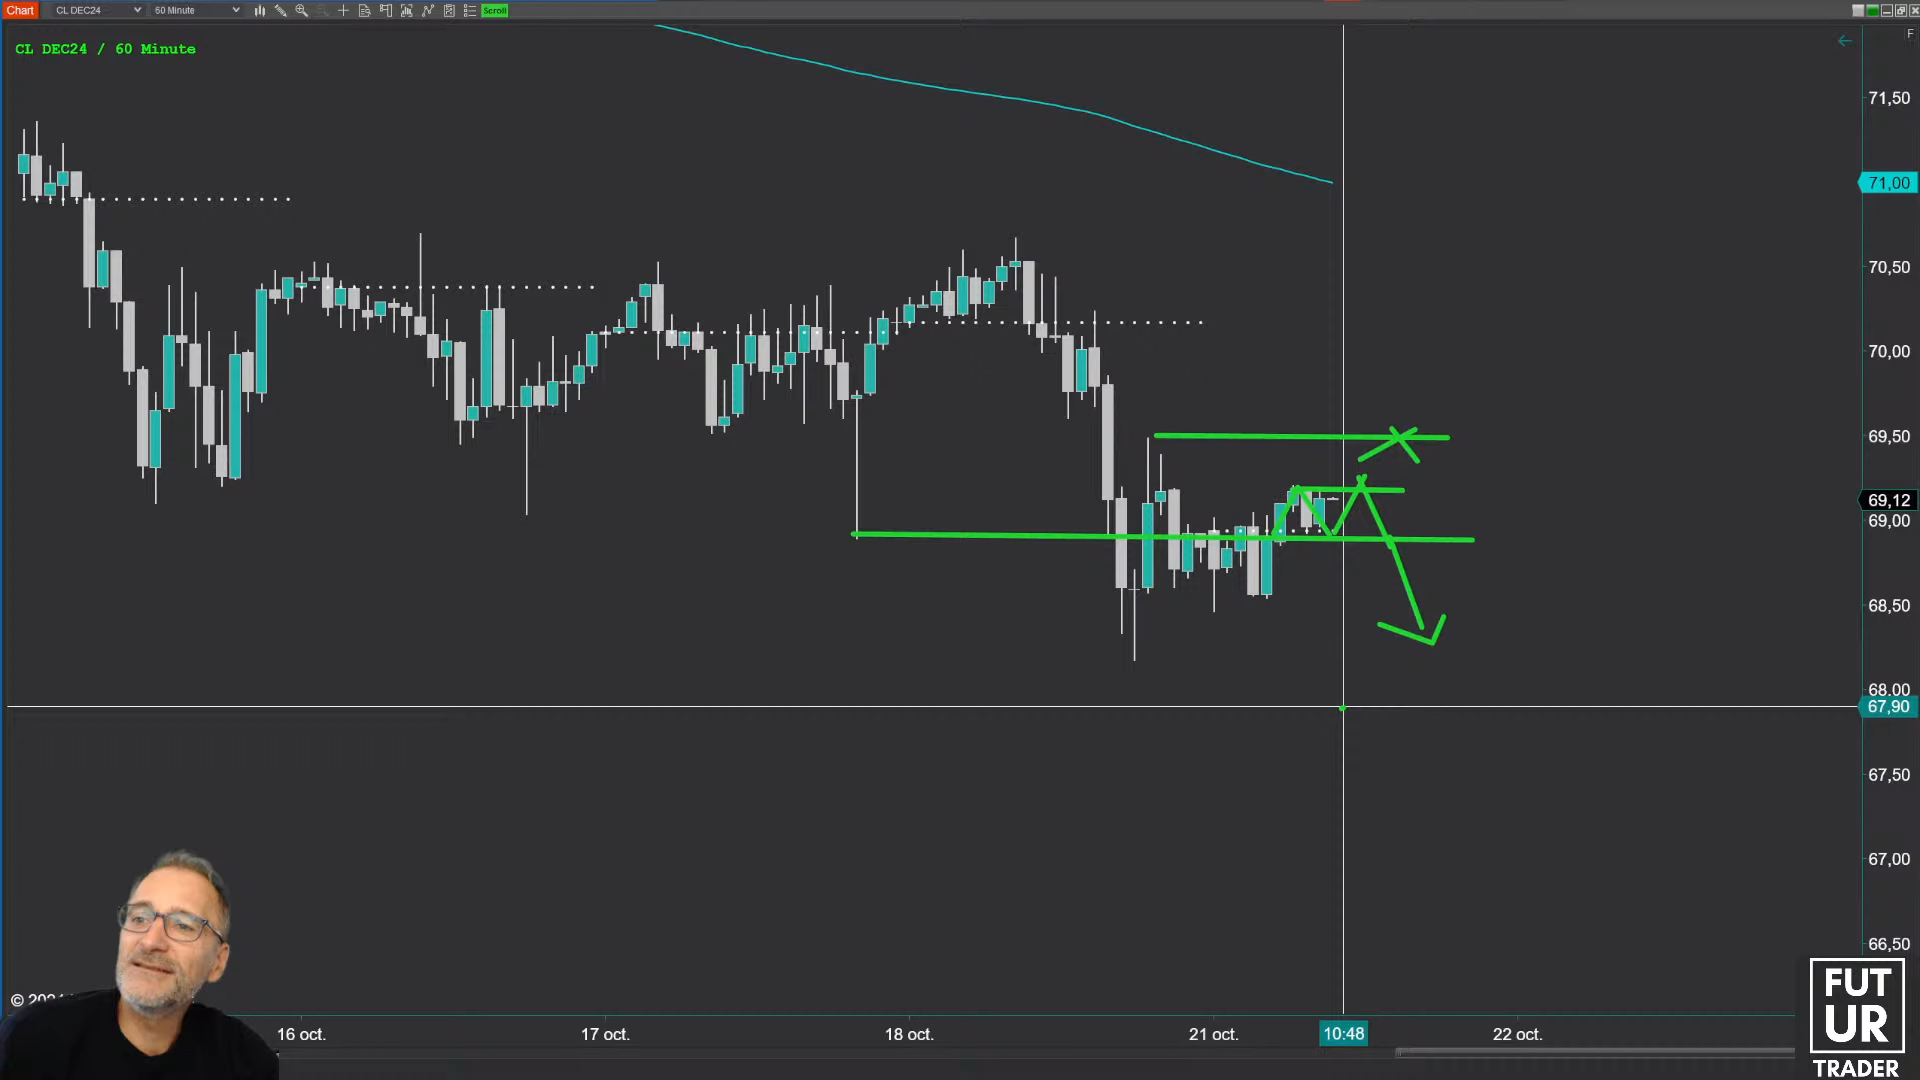 Chart CL DEC24 60 Minute Scroll
F
CL DEC24 / 60 Minute
71,50
71,00
70,50
70,00
69,50
69,12
69,00
68,50
68,00
67,90
67,50
67,00
66,50
FUT
UR
TRADER
16 oct. 17 oct. 18 oct. 21 oct. 10:48 22 oct.